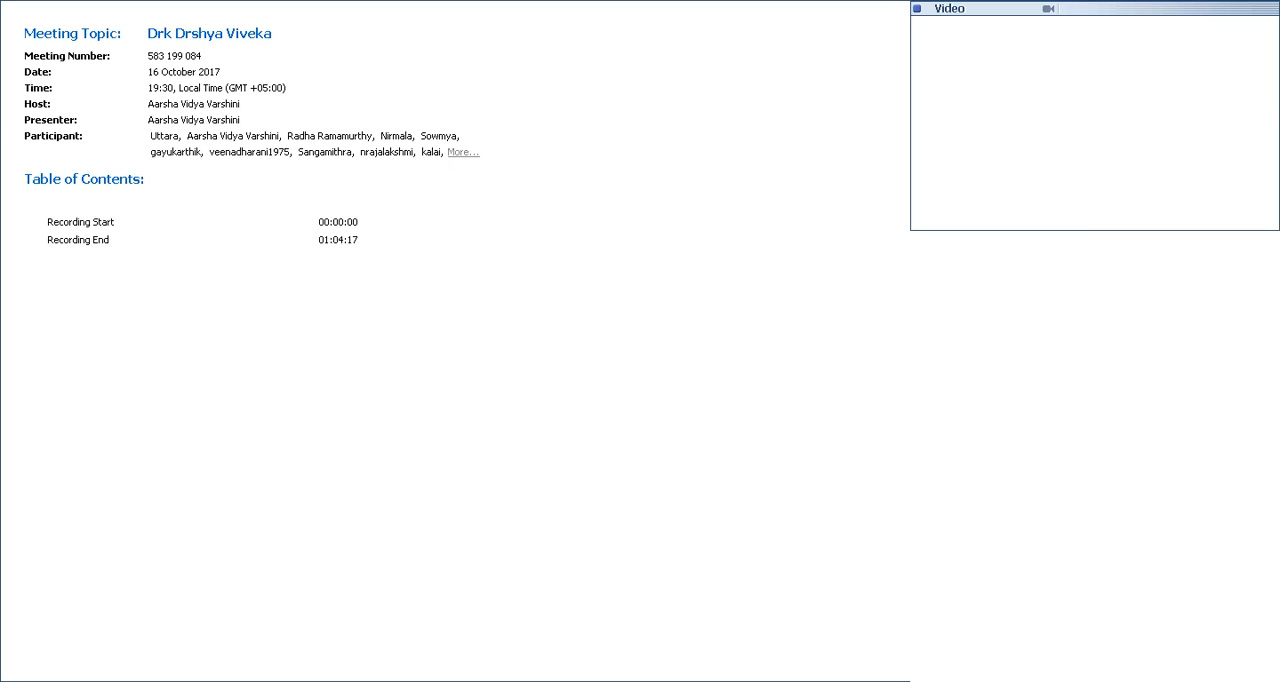 Meeting Topic: Drk Drshya Viveka
Meeting Number: 583 199 084
Date: 16 October 2017
Time: 19:30, Local Time (GMT +05:00)
Host: Aarsha Vidya Varshini
Presenter: Aarsha Vidya Varshini
Participant: Uttara, Aarsha Vidya Varshini, Radha Ramamurthy, Nirmala, Sowmya,
gayukarthik, veenadharani1975, Sangamithra, nrajalakshmi, kalai, More...
Table of Contents:
Recording Start 00:00:00
Recording End 01:04:17
Video